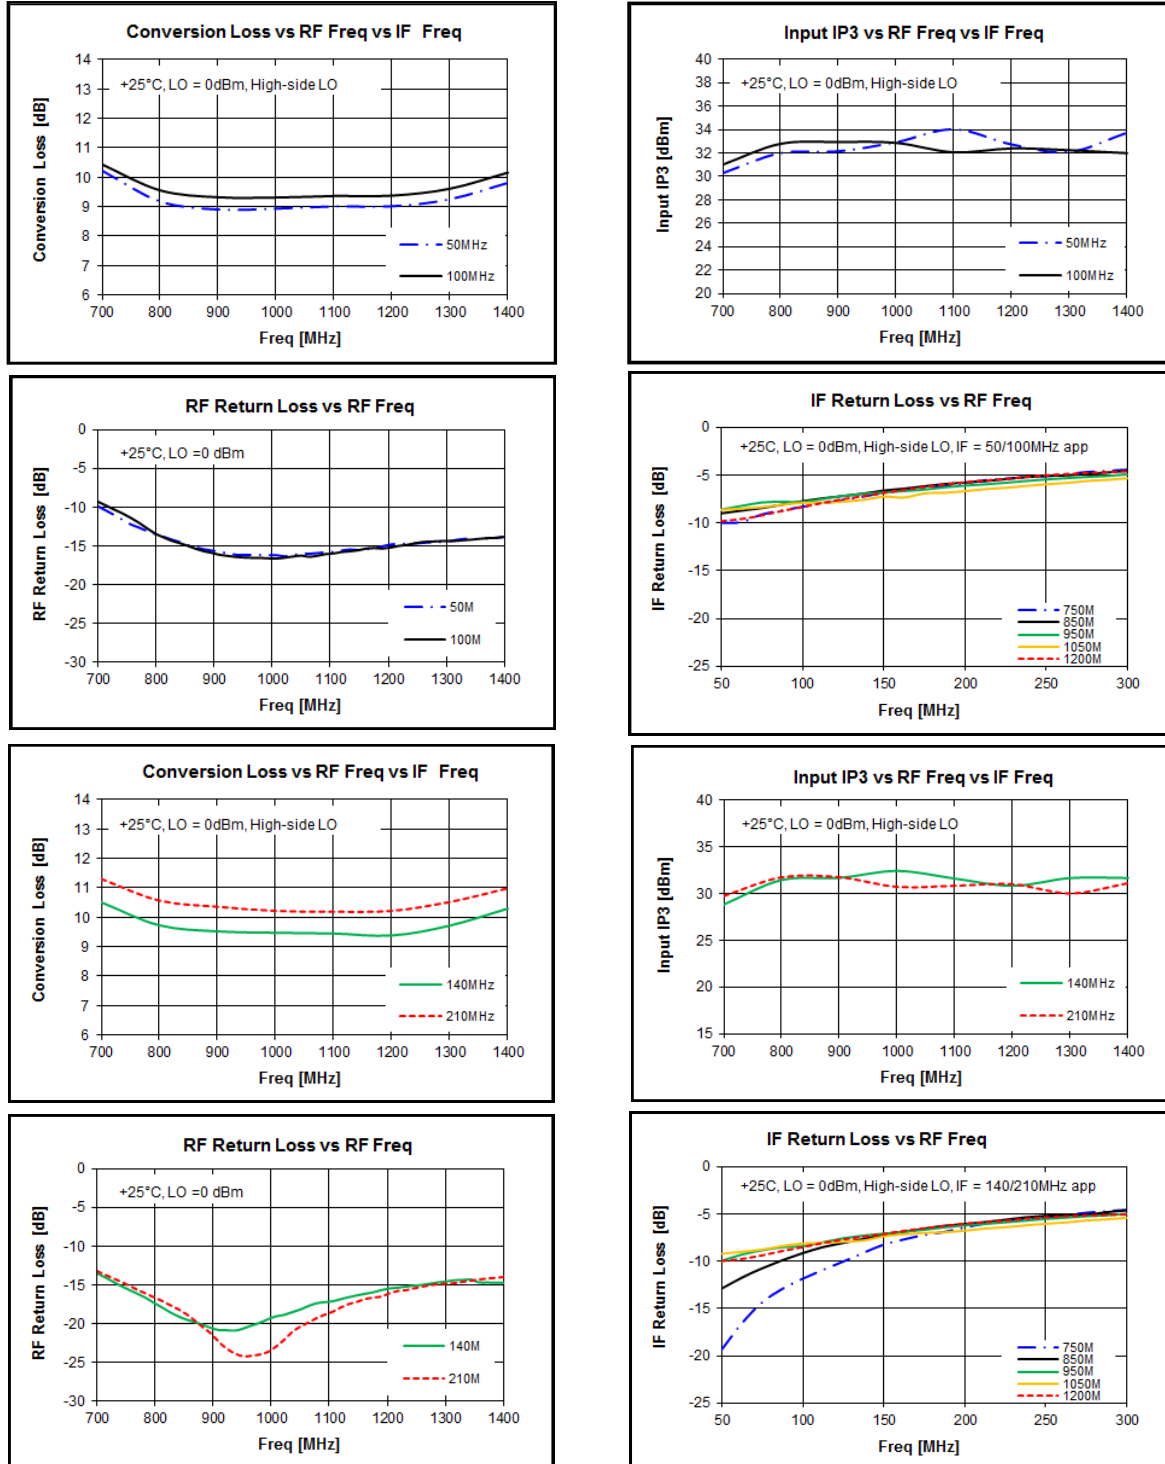 Conversion Loss vs RF Freq vs IF Freq
14
13
12
11
10
9
8
7
6
Conversion Loss [dB]
+25°C, LO = 0dBm, High-side LO
50MHz
100MHz
700 800 900 1000 1100 1200 1300 1400
Freq [MHz]
Input IP3 vs RF Freq vs IF Freq
40
38
36
34
32
30
28
26
24
22
20
Input IP3 [dBm]
+25°C, LO = 0dBm, High-side LO
50MHz
100MHz
700 800 900 1000 1100 1200 1300 1400
Freq [MHz]
RF Return Loss vs RF Freq
0
-5
-10
-15
-20
-25
-30
RF Return Loss [dB]
+25°C, LO =0 dBm
50M
100M
700 800 900 1000 1100 1200 1300 1400
Freq [MHz]
IF Return Loss vs RF Freq
0
-5
-10
-15
-20
-25
IF Return Loss [dB]
+25C, LO = 0dBm, High-side LO, IF = 50/100MHz app
750M
850M
950M
1050M
1200M
50 100 150 200 250 300
Freq [MHz]
Conversion Loss vs RF Freq vs IF Freq
14
13
12
11
10
9
8
7
6
Conversion Loss [dB]
+25°C, LO = 0dBm, High-side LO
140MHz
210MHz
700 800 900 1000 1100 1200 1300 1400
Freq [MHz]
Input IP3 vs RF Freq vs IF Freq
40
35
30
25
20
15
Input IP3 [dBm]
+25°C, LO = 0dBm, High-side LO
140MHz
210MHz
700 800 900 1000 1100 1200 1300 1400
Freq [MHz]
RF Return Loss vs RF Freq
0
-5
-10
-15
-20
-25
-30
RF Return Loss [dB]
+25°C, LO =0 dBm
140M
210M
700 800 900 1000 1100 1200 1300 1400
Freq [MHz]
IF Return Loss vs RF Freq
0
-5
-10
-15
-20
-25
IF Return Loss [dB]
+25C, LO = 0dBm, High-side LO, IF = 140/210MHz app
750M
850M
950M
1050M
1200M
50 100 150 200 250 300
Freq [MHz]